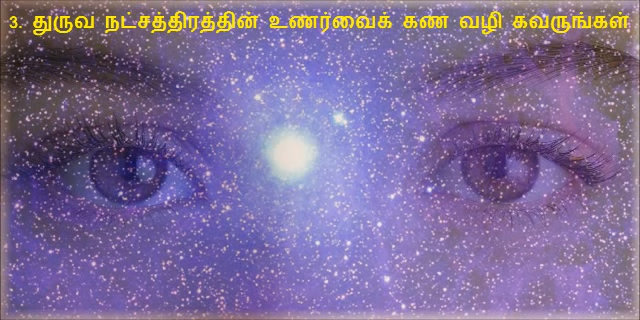 3. துருவ நட்சத்திரத்தின் உணர்வைக் கண் வழி கவருங்கள்